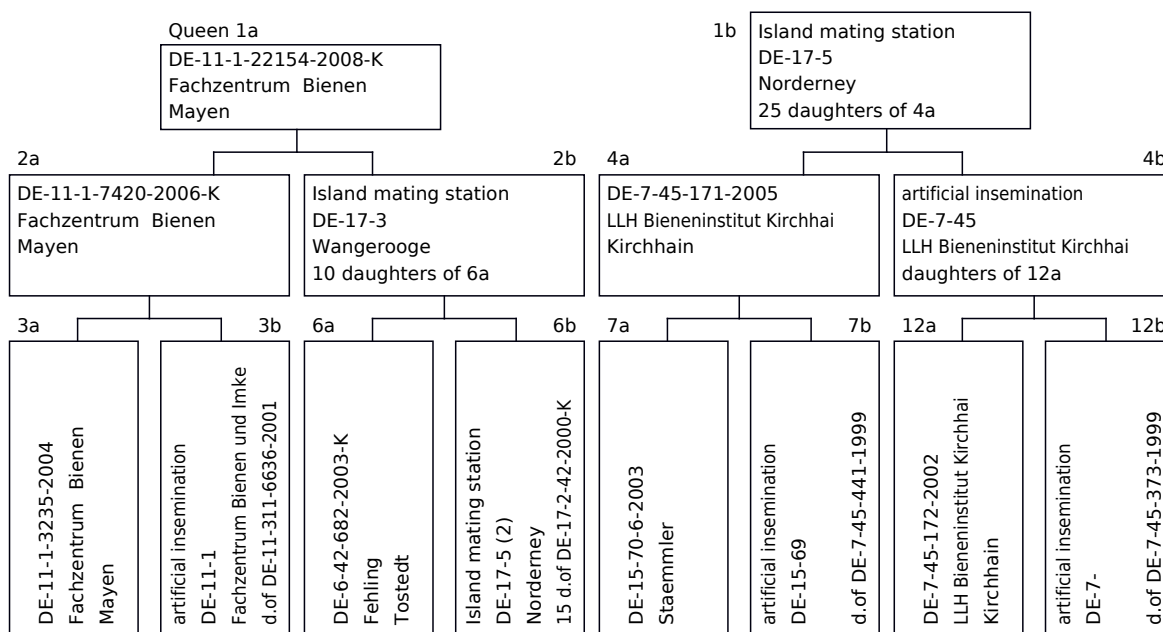 Queen 1a
DE-11-1-22154-2008-K
Fachzentrum Bienen
Mayen
1b
Island mating station
DE-17-5
Norderney
25 daughters of 4a
2a
DE-11-1-7420-2006-K
Fachzentrum Bienen
Mayen
2b
Island mating station
DE-17-3
Wangerooge
10 daughters of 6a
4a
DE-7-45-171-2005
LLH Bieneninstitut Kirchhai
Kirchhain
4b
artificial insemination
DE-7-45
LLH Bieneninstitut Kirchhai
daughters of 12a
3a
DE-11-1-3235-2004
Fachzentrum Bienen
Mayen
3b
artificial insemination
DE-11-1
Fachzentrum Bienen und Imke
d.of DE-11-311-6636-2001
6a
DE-6-42-682-2003-K
Fehling
Tostedt
6b
Island mating station
DE-17-5 (2)
Norderney
15 d.of DE-17-2-42-2000-K
7a
DE-15-70-6-2003
Staemmler
7b
artificial insemination
DE-15-69
d.of DE-7-45-441-1999
12a
DE-7-45-172-2002
LLH Bieneninstitut Kirchhai
Kirchhain
12b
artificial insemination
DE-7-
d.of DE-7-45-373-1999